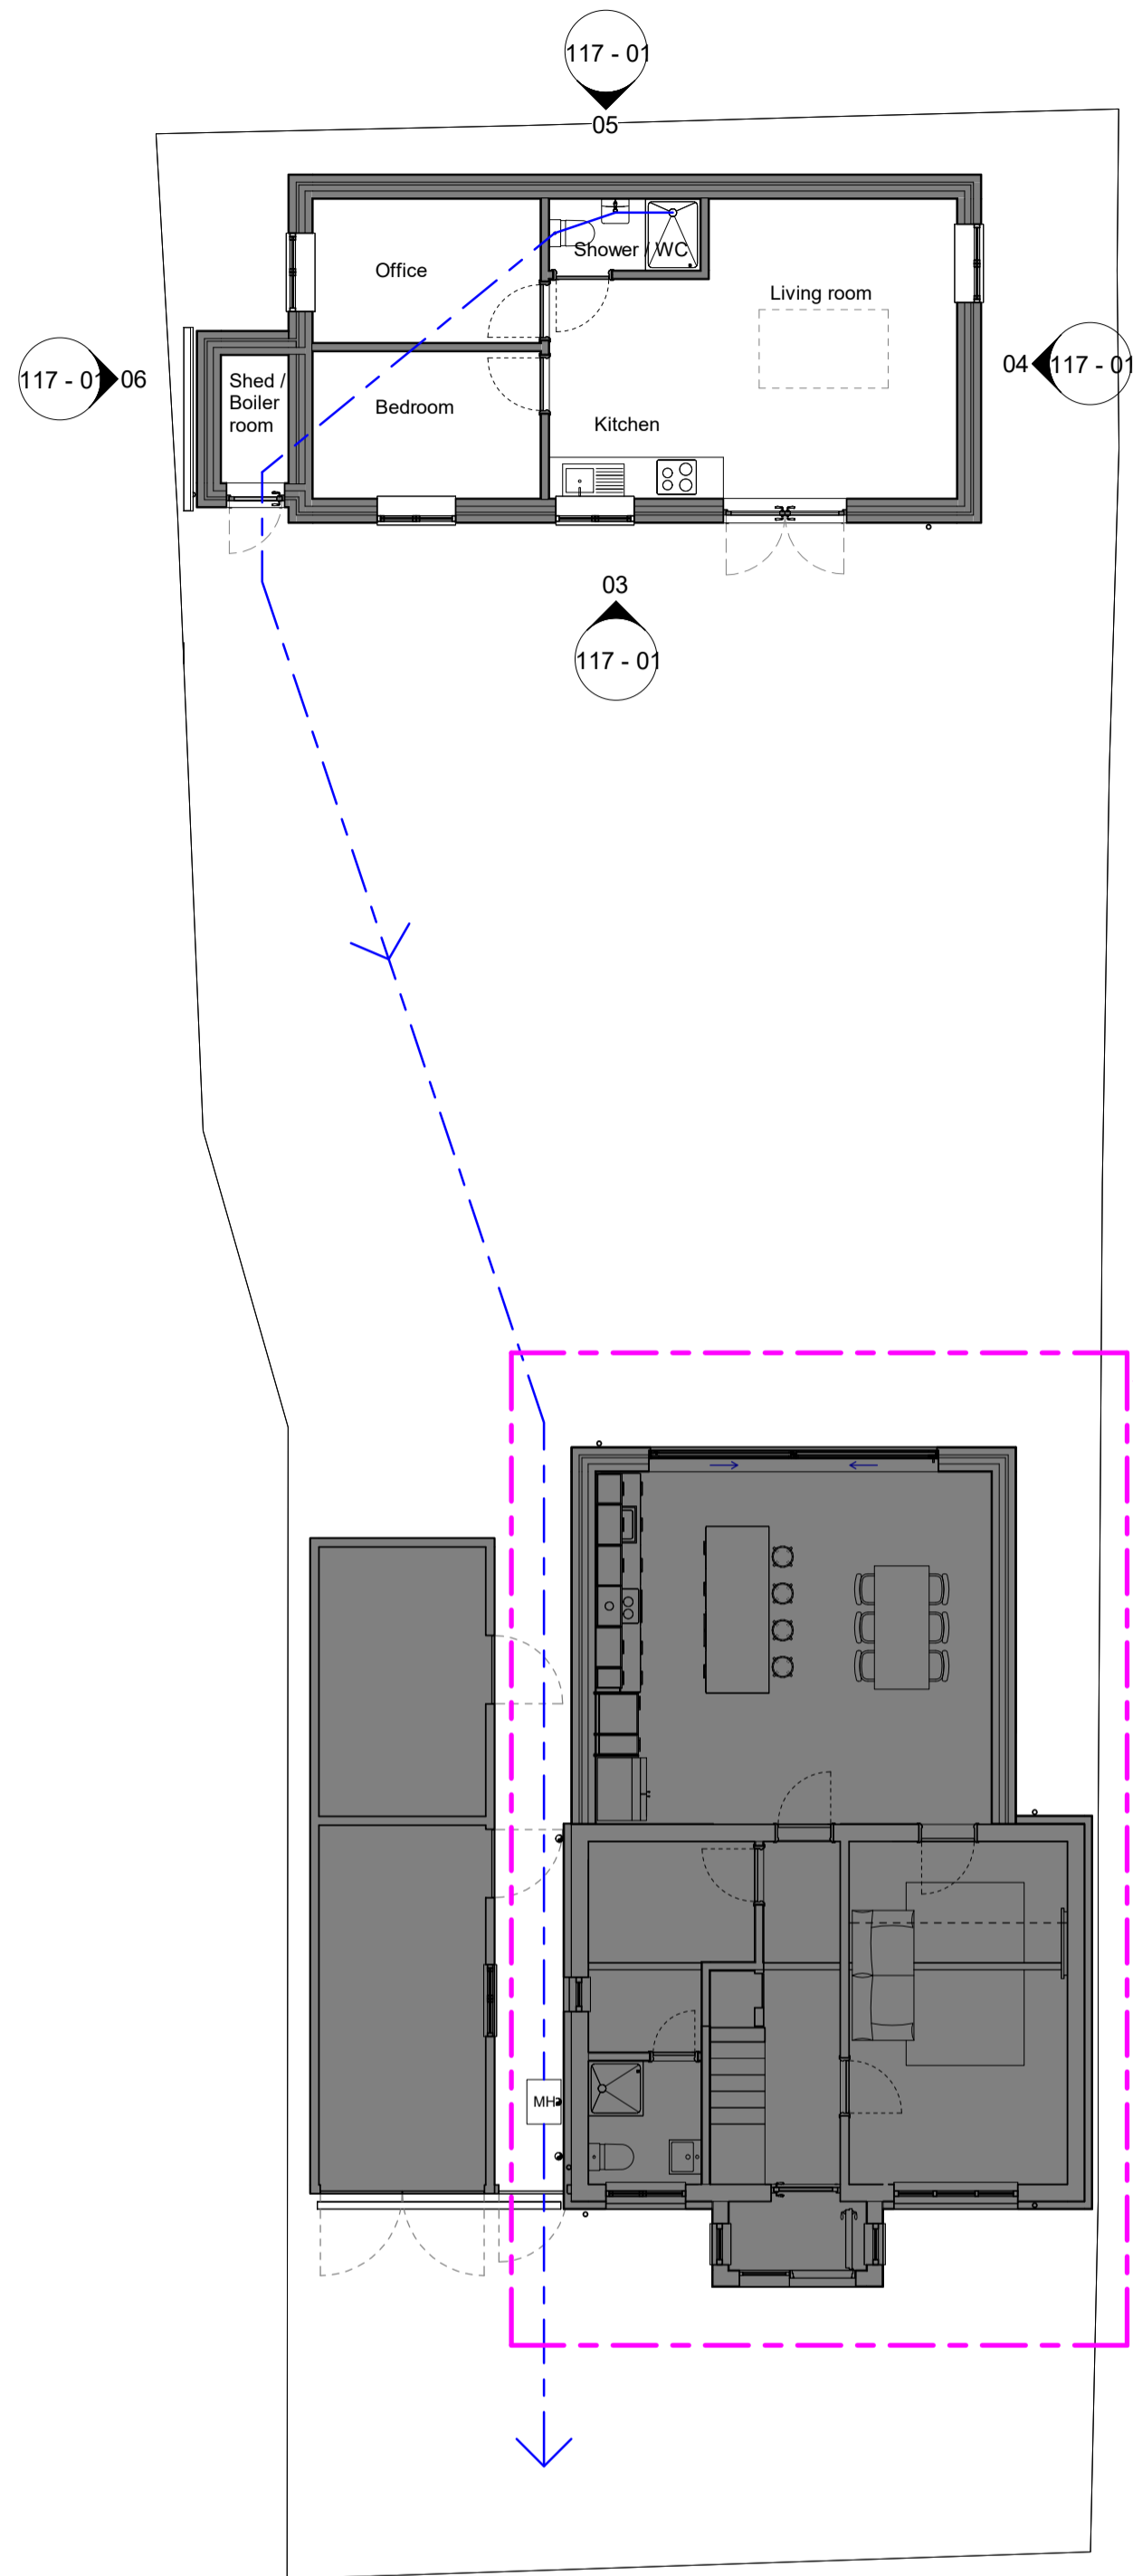 117 - 01
05
Shower / WC
Office
Living room
04
117 - 01
117 - 01
06
Shed /
Boiler
room
Bedroom
Kitchen
03
117 - 01
MH